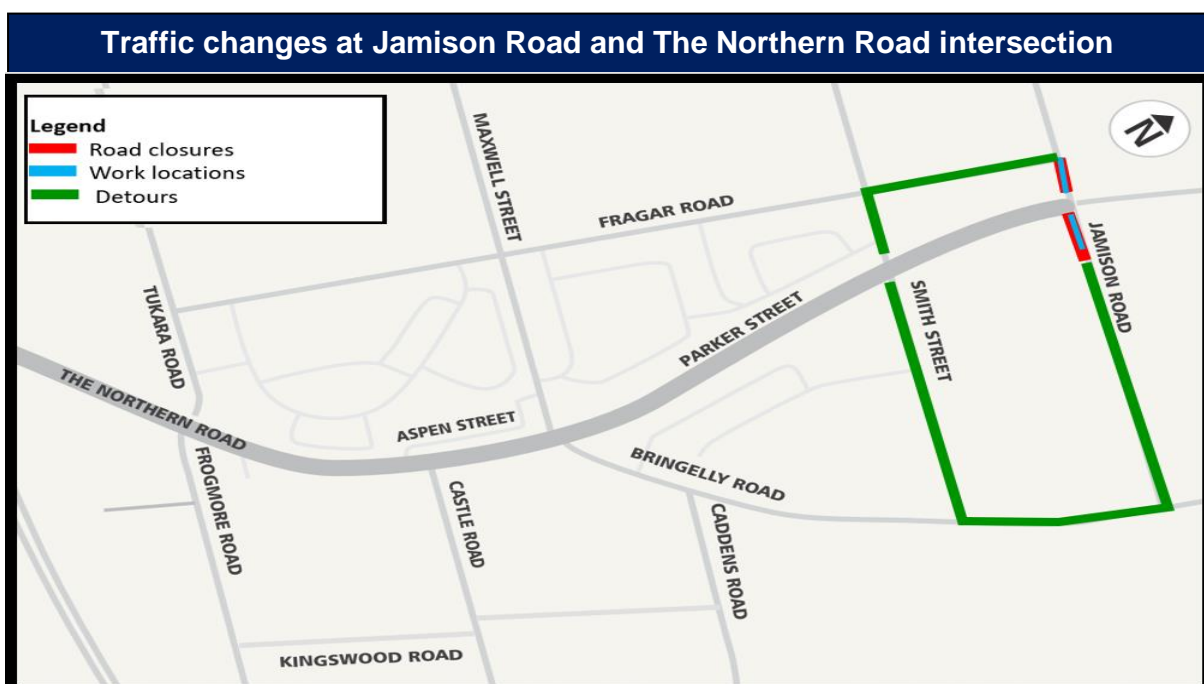 Traffic changes at Jamison Road and The Northern Road intersection
Legend
Road closures
Work locations
Detours
N
MAXWELL STREET
FRAGAR ROAD
JAMISON ROAD
TUKARA ROAD
PARKER STREET
SMITH STREET
THE NORTHERN ROAD
ASPEN STREET
BRINGELLY ROAD
FROGMORE ROAD
CASTLE ROAD
CADDENS ROAD
KINGSWOOD ROAD